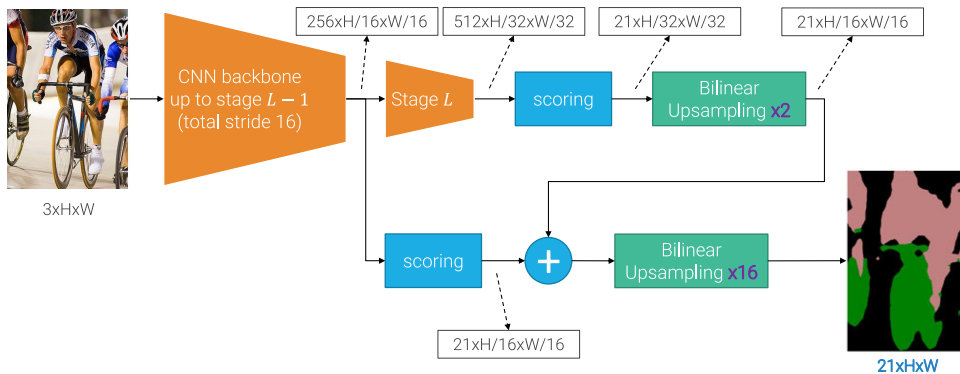 256xH/16xW/16
512xH/32xW/32
21xH/32xW/32
21xH/16xW/16
CNN backbone
up to stage L − 1
(total stride 16)
Stage L
scoring
Bilinear
Upsampling x2
3xHxW
scoring
+
Bilinear
Upsampling x16
21xH/16xW/16
21xHxW